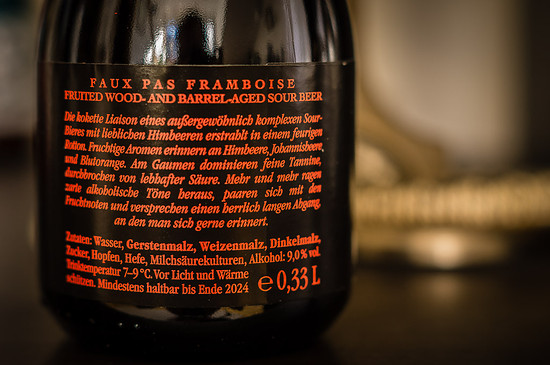 FAUX PAS FRAMBOISE
FRUITED WOOD- AND BARREL-AGED SOUR BEER
Die kokette Liaison eines außergewöhnlich komplexen Sour-
Bieres mit lieblichen Himbeeren erstrahlt in einem feurigen
Rotton. Fruchtige Aromen erinnern an Himbeere, Johannisbeere,
und Blutorange. Am Gaumen dominieren feine Tannine,
durchbrochen von lebhafter Säure. Mehr und mehr ragen
zarte alkoholische Töne heraus, paaren sich mit den
Fruchtnoten und versprechen einen herrlich langen Abgang,
an den man sich gerne erinnert.
Zutaten: Wasser, Gerstenmalz, Weizenmalz, Dinkelmalz,
Zucker, Hopfen, Hefe, Milchsäurekulturen, Alkohol: 9,0 % vol.
Trinktemperatur 7–9 °C. Vor Licht und Wärme
schützen. Mindestens haltbar bis Ende 2024
℮ 0,33 L